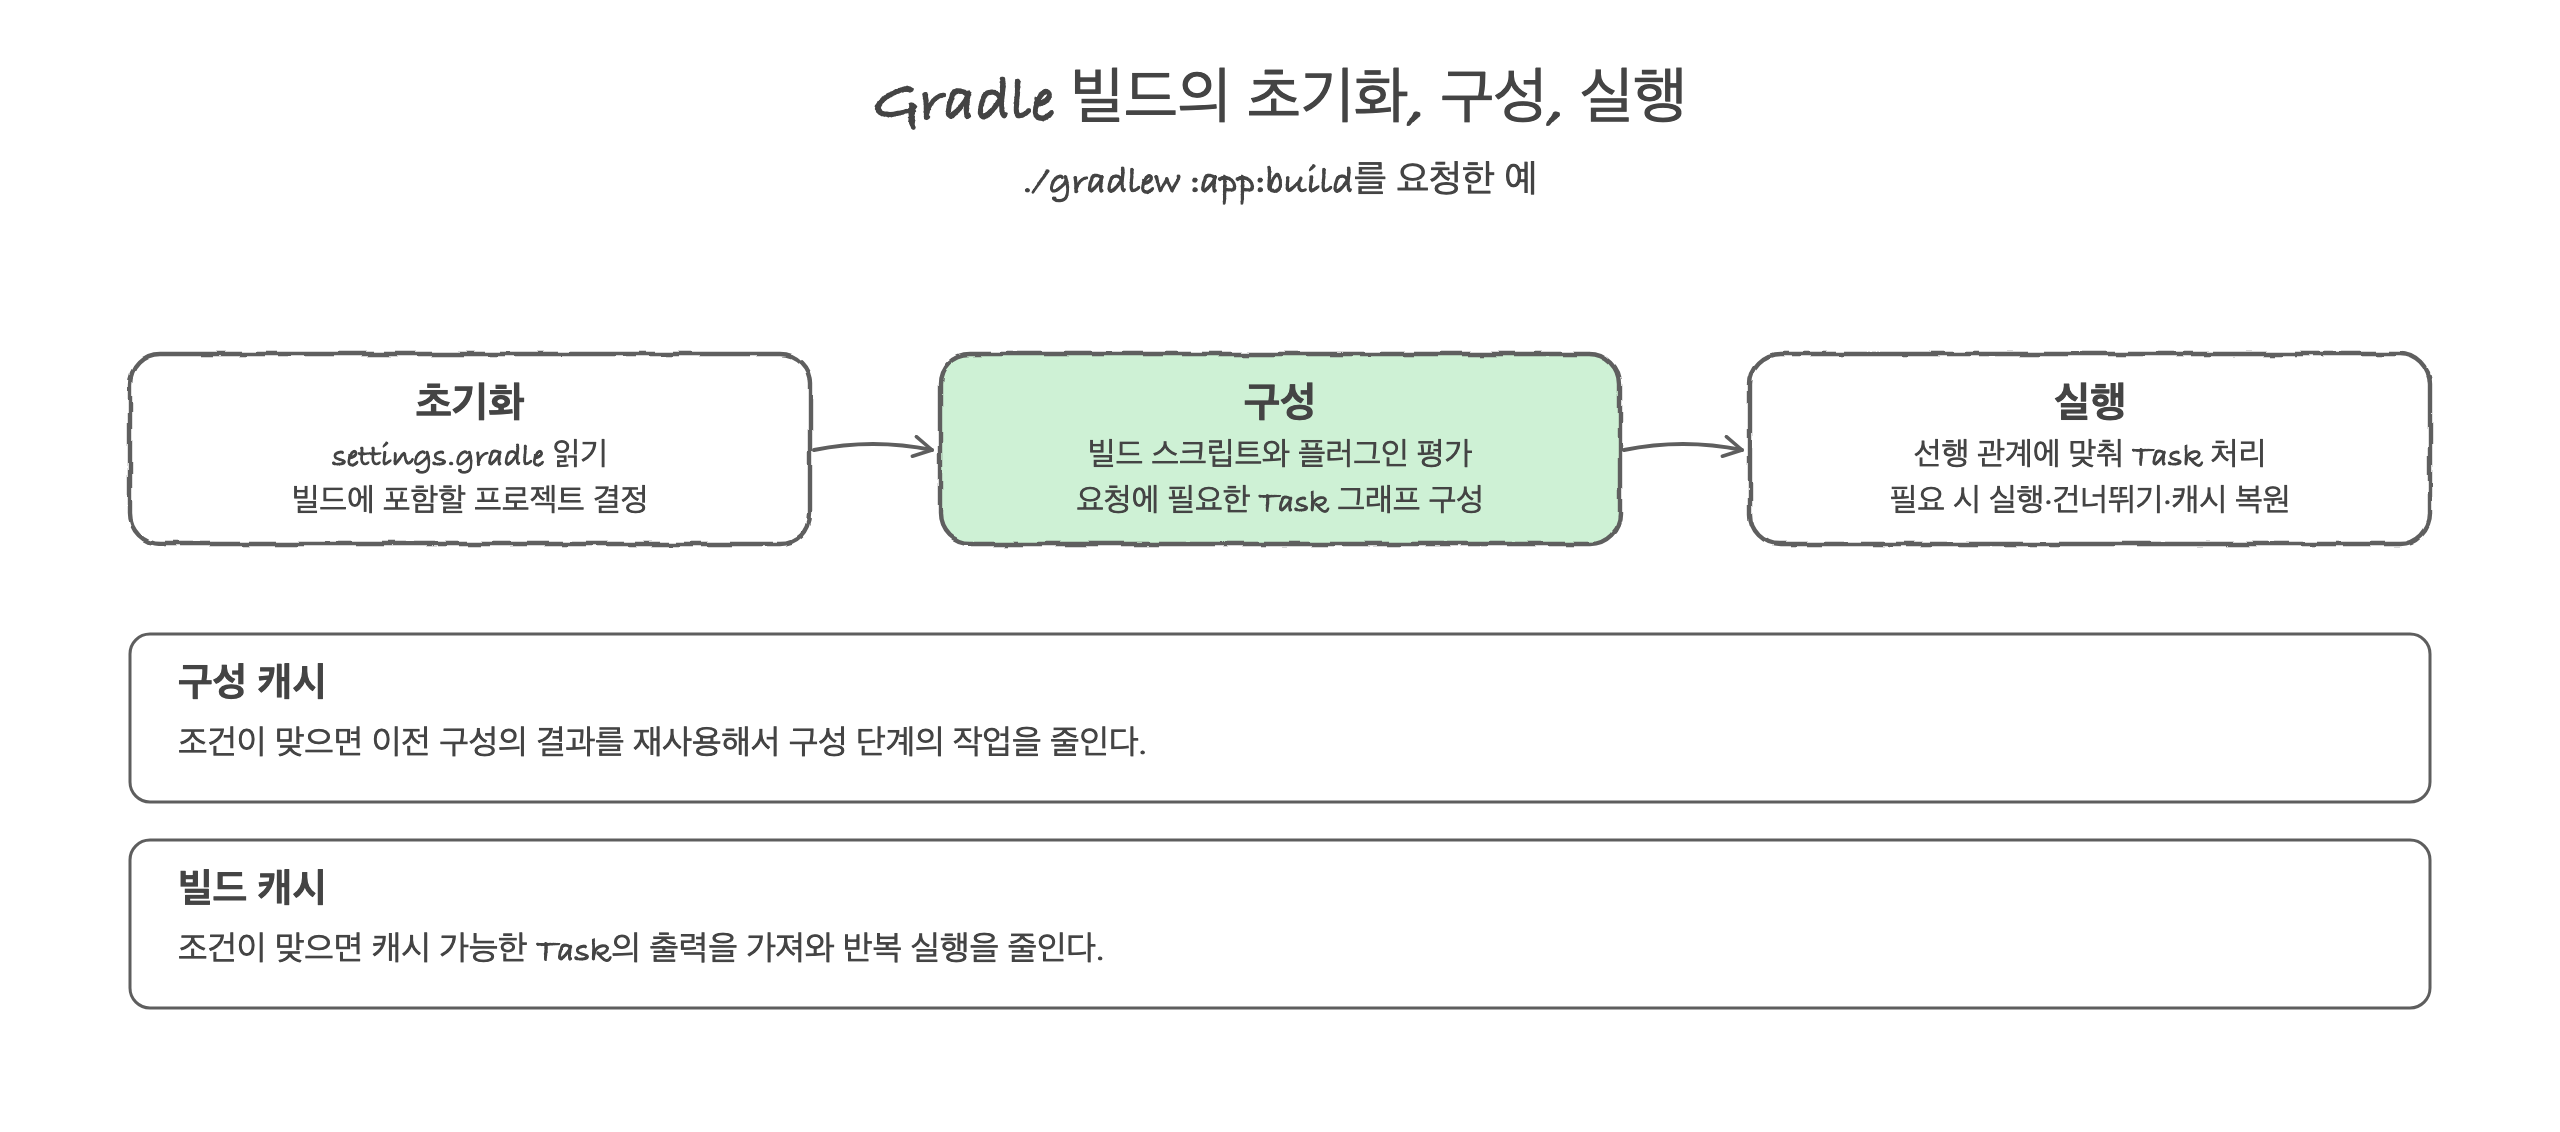 Gradle 빌드의 초기화, 구성, 실행
./gradlew :app:build를 요청한 예
초기화
settings.gradle 읽기
빌드에 포함할 프로젝트 결정
구성
빌드 스크립트와 플러그인 평가
요청에 필요한 Task 그래프 구성
실행
선행 관계에 맞춰 Task 처리
필요 시 실행·건너뛰기·캐시 복원
구성 캐시
조건이 맞으면 이전 구성의 결과를 재사용해서 구성 단계의 작업을 줄인다.
빌드 캐시
조건이 맞으면 캐시 가능한 Task의 출력을 가져와 반복 실행을 줄인다.